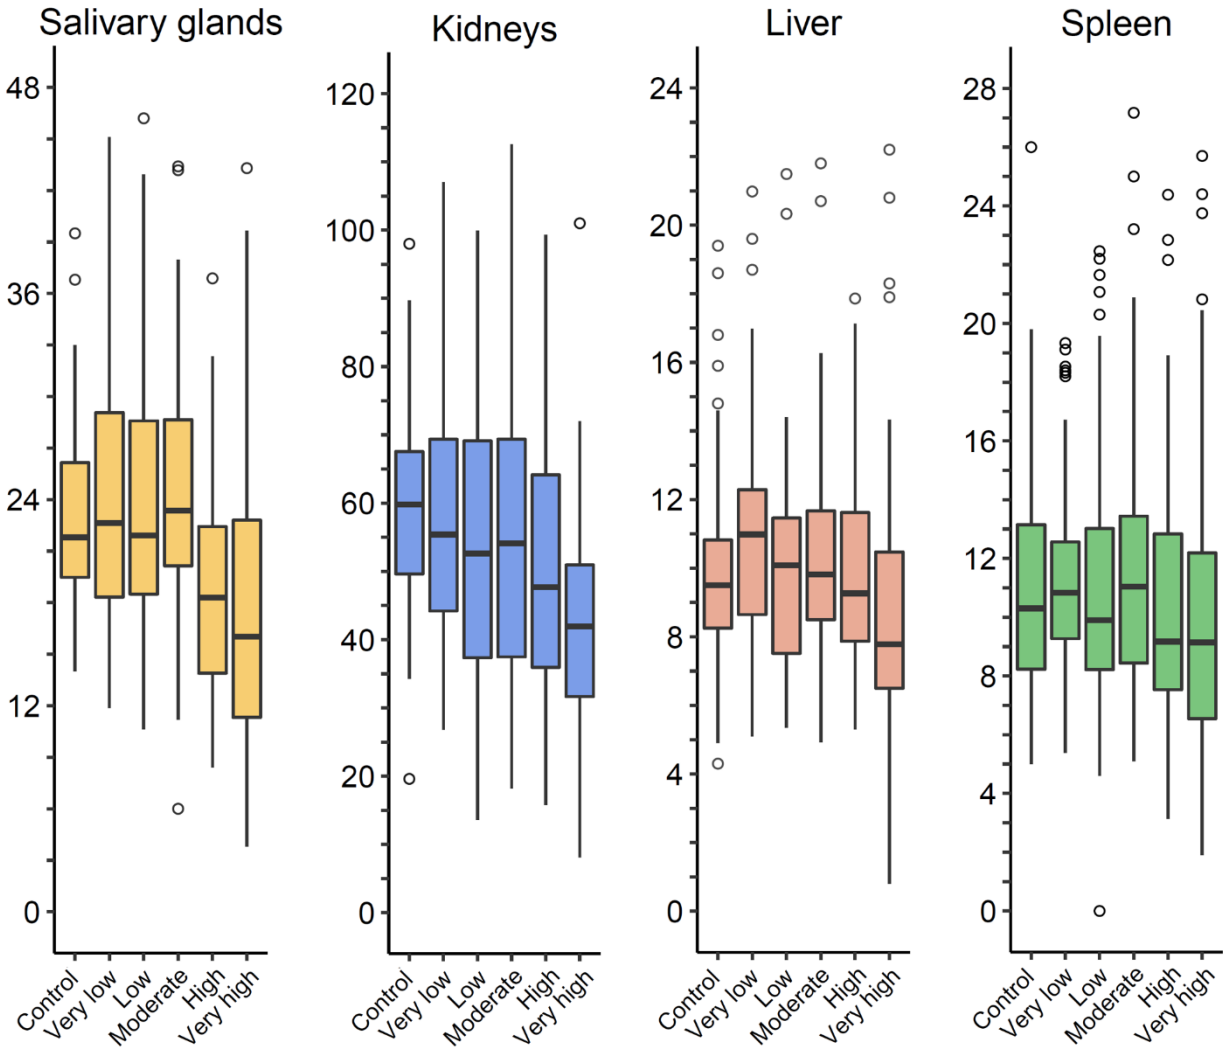 Salivary glands
48
36
24
12
0
Control
Very low
Low
Moderate
High
Very high
Kidneys
120
100
80
60
40
20
0
Control
Very low
Low
Moderate
High
Very high
Liver
24
20
16
12
8
4
0
Control
Very low
Low
Moderate
High
Very high
Spleen
28
24
20
16
12
8
4
0
Control
Very low
Low
Moderate
High
Very high